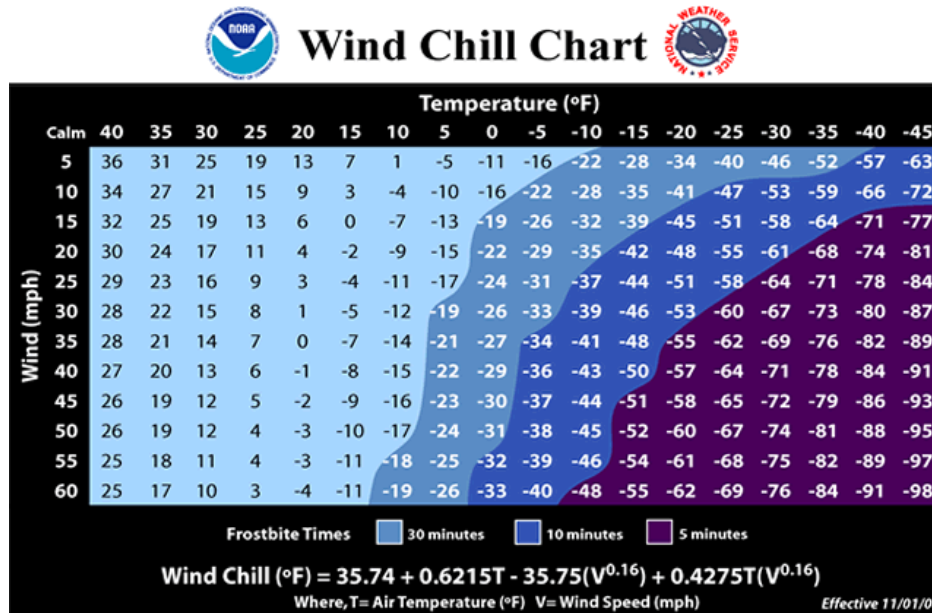 NOAA
Wind Chill Chart
NATIONAL WEATHER SERVICE
Temperature (ºF)
Calm 40 35 30 25 20 15 10 5 0 -5 -10 -15 -20 -25 -30 -35 -40 -45
5 36 31 25 19 13 7 1 -5 -11 -16 -22 -28 -34 -40 -46 -52 -57 -63
10 34 27 21 15 9 3 -4 -10 -16 -22 -28 -35 -41 -47 -53 -59 -66 -72
15 32 25 19 13 6 0 -7 -13 -19 -26 -32 -39 -45 -51 -58 -64 -71 -77
20 30 24 17 11 4 -2 -9 -15 -22 -29 -35 -42 -48 -55 -61 -68 -74 -81
25 29 23 16 9 3 -4 -11 -17 -24 -31 -37 -44 -51 -58 -64 -71 -78 -84
30 28 22 15 8 1 -5 -12 -19 -26 -33 -39 -46 -53 -60 -67 -73 -80 -87
35 28 21 14 7 0 -7 -14 -21 -27 -34 -41 -48 -55 -62 -69 -76 -82 -89
40 27 20 13 6 -1 -8 -15 -22 -29 -36 -43 -50 -57 -64 -71 -78 -84 -91
45 26 19 12 5 -2 -9 -16 -23 -30 -37 -44 -51 -58 -65 -72 -79 -86 -93
50 26 19 12 4 -3 -10 -17 -24 -31 -38 -45 -52 -60 -67 -74 -81 -88 -95
55 25 18 11 4 -3 -11 -18 -25 -32 -39 -46 -54 -61 -68 -75 -82 -89 -97
60 25 17 10 3 -4 -11 -19 -26 -33 -40 -48 -55 -62 -69 -76 -84 -91 -98
Wind (mph)
Frostbite Times 30 minutes 10 minutes 5 minutes
Wind Chill (ºF) = 35.74 + 0.6215T - 35.75(V0.16) + 0.4275T(V0.16)
Where, T= Air Temperature (ºF) V= Wind Speed (mph)
Effective 11/01/0